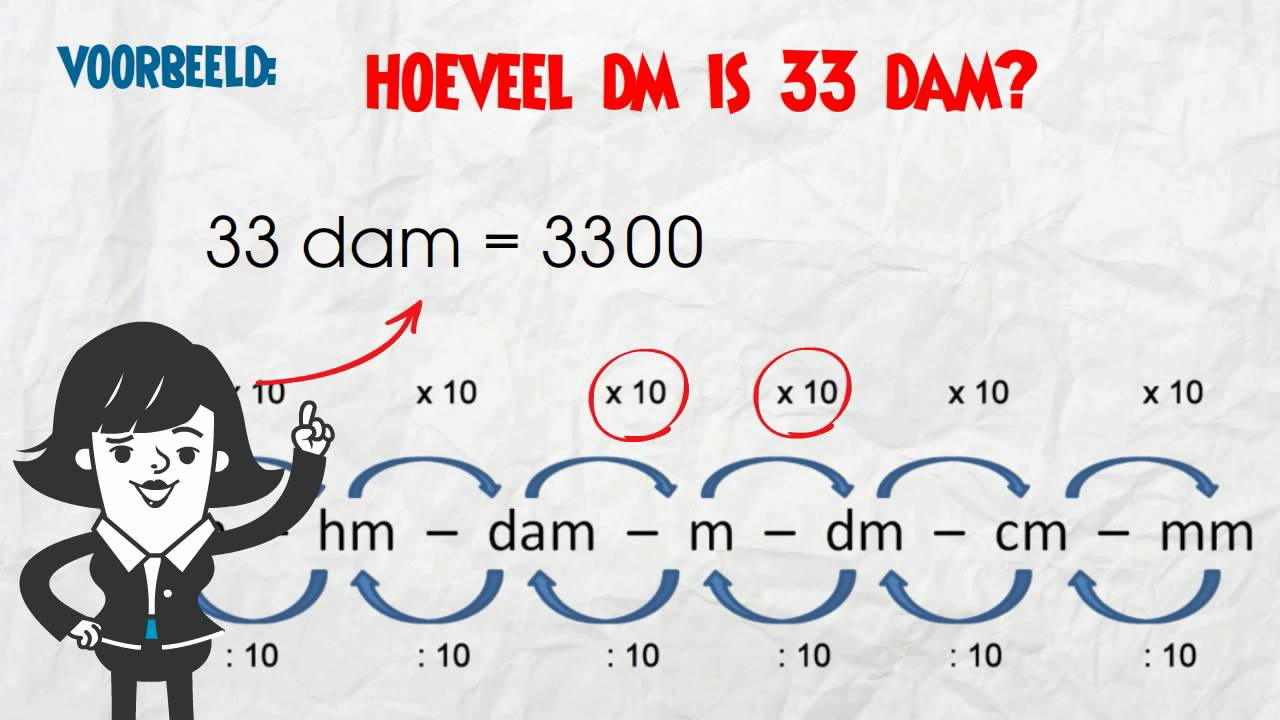 VOORBEELD:
HOEVEEL DM IS 33 DAM?
33 dam = 3300
10 x 10 x 10 x 10 x 10 x 10
– hm – dam – m – dm – cm – mm
: 10 : 10 : 10 : 10 : 10 : 10